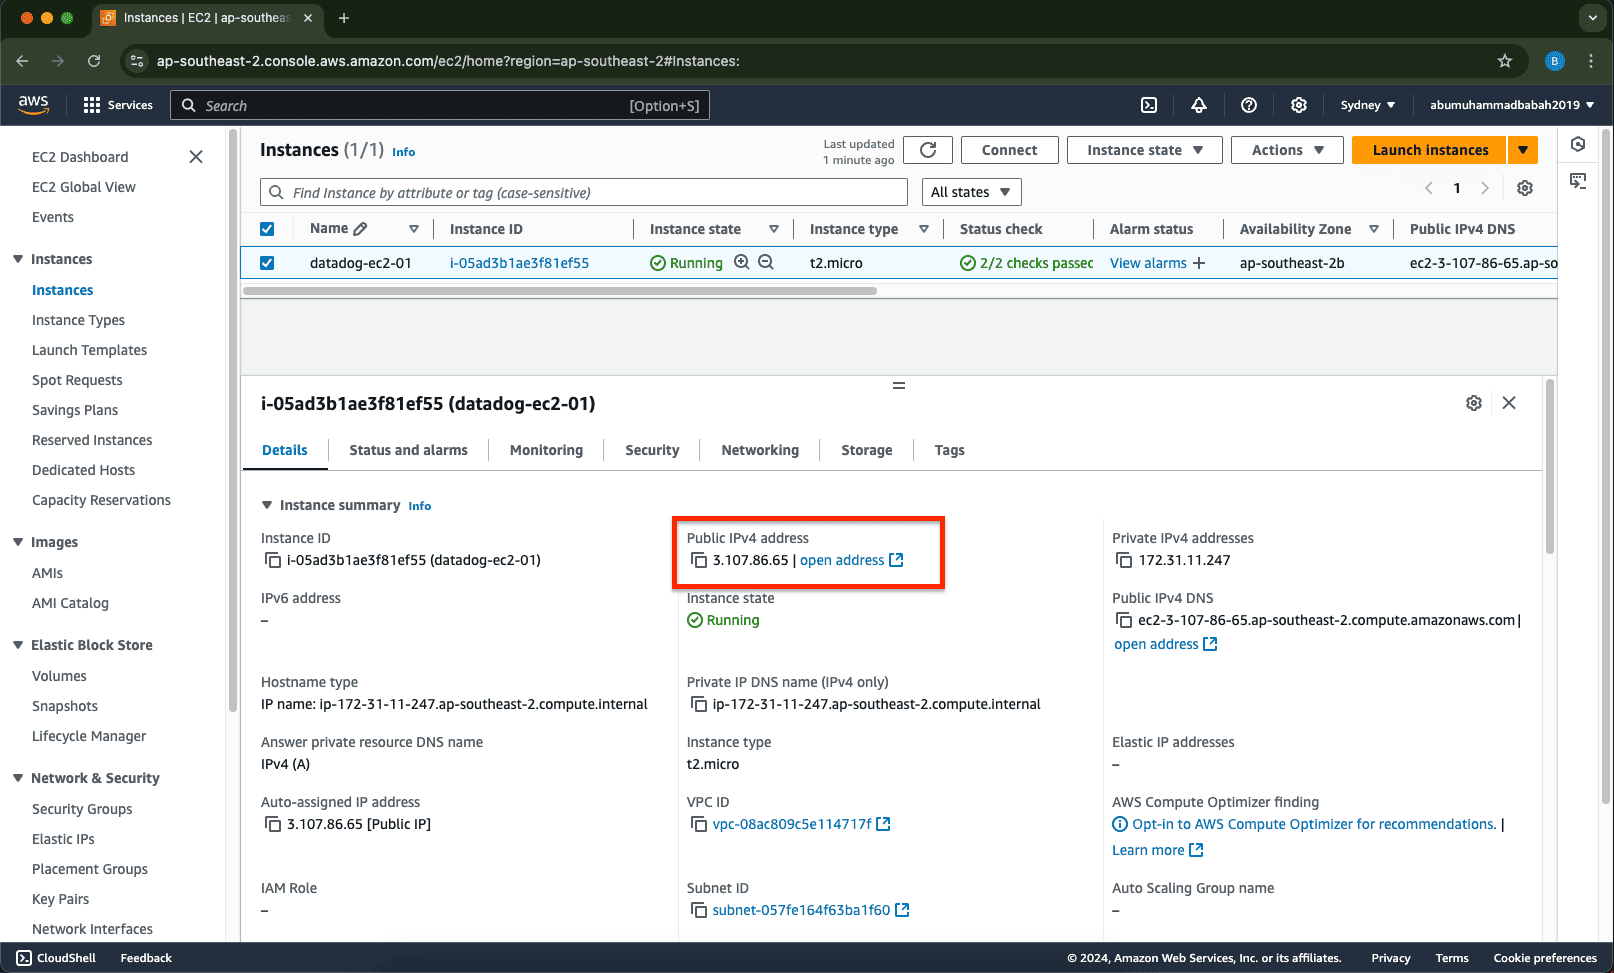 Instances | EC2 | ap-southeas
ap-southeast-2.console.aws.amazon.com/ec2/home?region=ap-southeast-2#Instances:
B
aws
Services
Search
[Option+S]
Sydney
abumuhammadbabah2019
EC2 Dashboard
EC2 Global View
Events
Instances
Instances
Instance Types
Launch Templates
Spot Requests
Savings Plans
Reserved Instances
Dedicated Hosts
Capacity Reservations
Images
AMIs
AMI Catalog
Elastic Block Store
Volumes
Snapshots
Lifecycle Manager
Network & Security
Security Groups
Elastic IPs
Placement Groups
Key Pairs
Network Interfaces
Instances (1/1) Info
Last updated
1 minute ago
Connect
Instance state
Actions
Launch instances
Find Instance by attribute or tag (case-sensitive)
All states
1
Name Instance ID Instance state Instance type Status check Alarm status Availability Zone Public IPv4 DNS
datadog-ec2-01 i-05ad3b1ae3f81ef55 Running t2.micro 2/2 checks passec View alarms + ap-southeast-2b ec2-3-107-86-65.ap-so
i-05ad3b1ae3f81ef55 (datadog-ec2-01)
Details Status and alarms Monitoring Security Networking Storage Tags
Instance summary Info
Instance ID
i-05ad3b1ae3f81ef55 (datadog-ec2-01)
Public IPv4 address
3.107.86.65 | open address
Private IPv4 addresses
172.31.11.247
IPv6 address
–
Instance state
Running
Public IPv4 DNS
ec2-3-107-86-65.ap-southeast-2.compute.amazonaws.com |
open address
Hostname type
IP name: ip-172-31-11-247.ap-southeast-2.compute.internal
Private IP DNS name (IPv4 only)
ip-172-31-11-247.ap-southeast-2.compute.internal
Answer private resource DNS name
IPv4 (A)
Instance type
t2.micro
Elastic IP addresses
–
Auto-assigned IP address
3.107.86.65 [Public IP]
VPC ID
vpc-08ac809c5e114717f
AWS Compute Optimizer finding
Opt-in to AWS Compute Optimizer for recommendations. |
Learn more
IAM Role
–
Subnet ID
subnet-057fe164f63ba1f60
Auto Scaling Group name
–
CloudShell
Feedback
© 2024, Amazon Web Services, Inc. or its affiliates.
Privacy
Terms
Cookie preferences